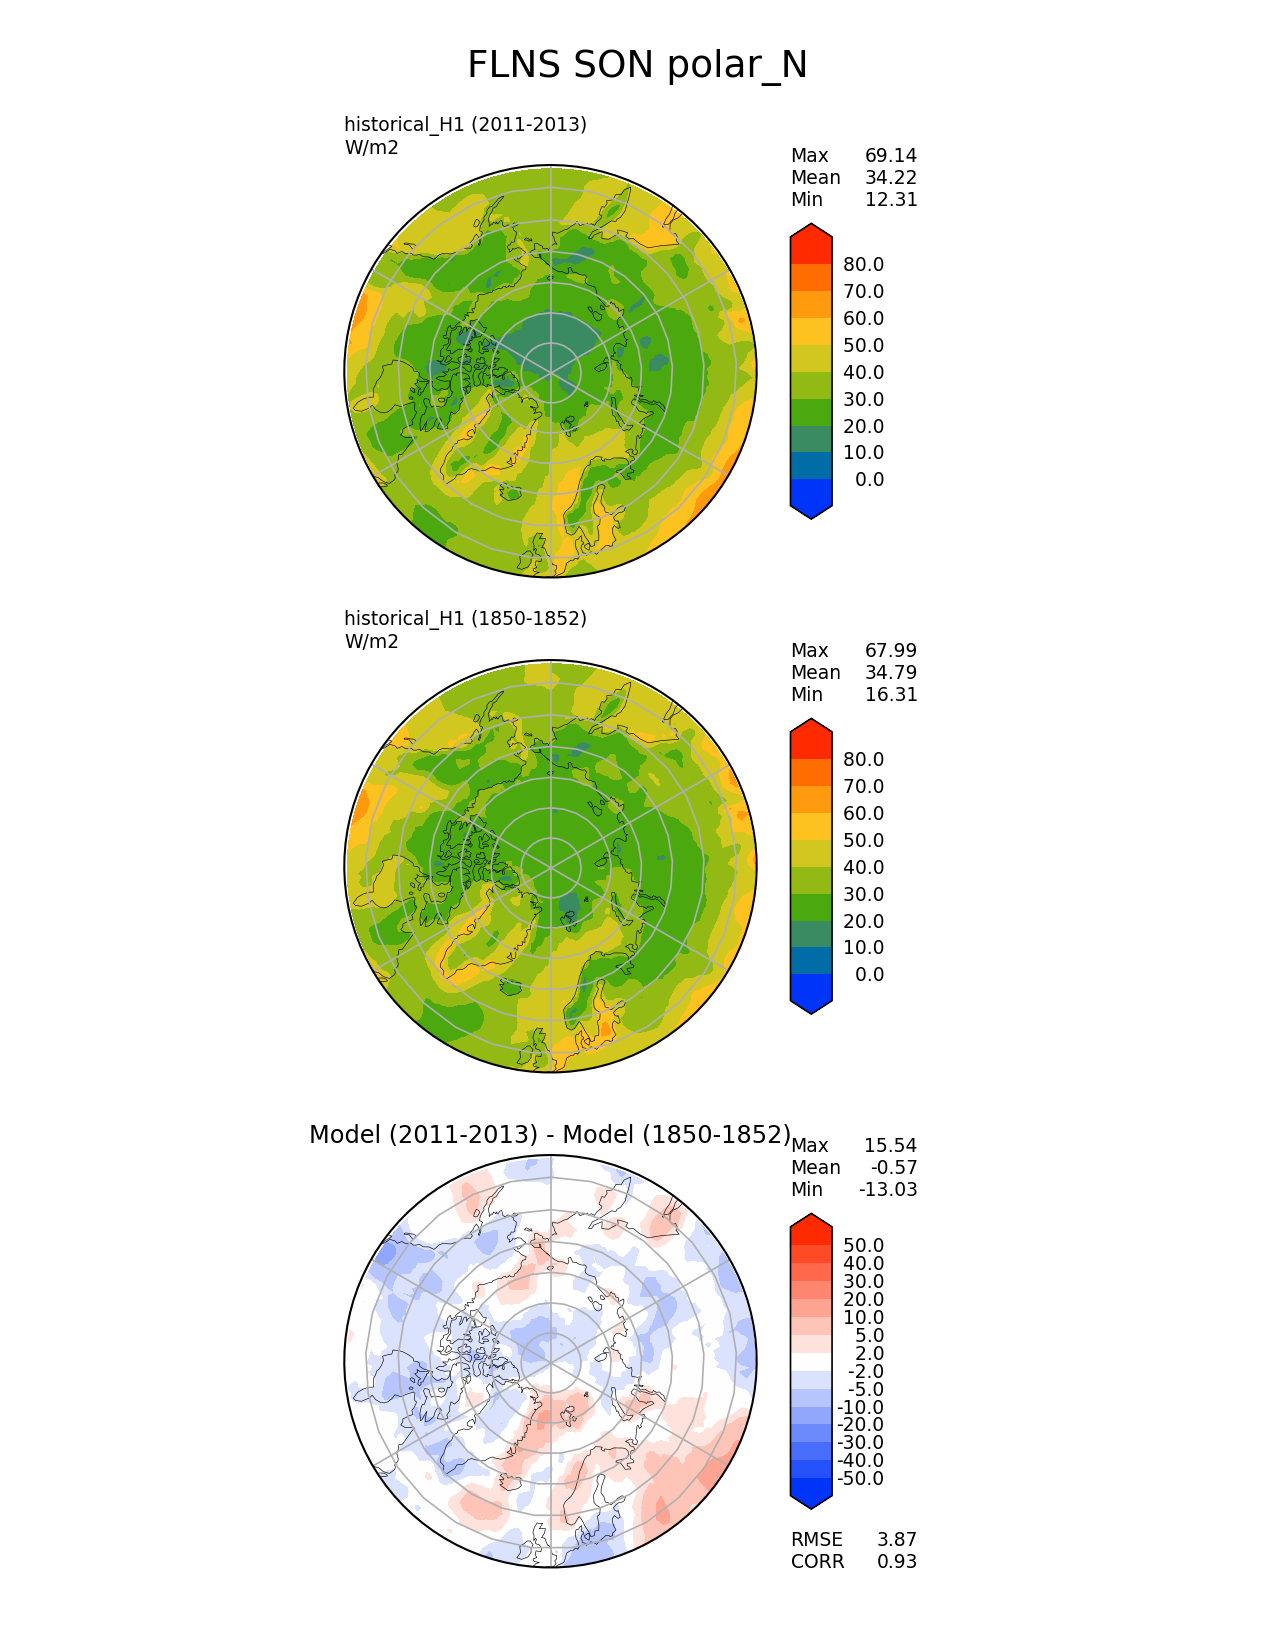 FLNS SON polar_N
historical_H1 (2011-2013)
W/m2
Max 69.14
Mean 34.22
Min 12.31
80.0
70.0
60.0
50.0
40.0
30.0
20.0
10.0
0.0
historical_H1 (1850-1852)
W/m2
Max 67.99
Mean 34.79
Min 16.31
80.0
70.0
60.0
50.0
40.0
30.0
20.0
10.0
0.0
Model (2011-2013) - Model (1850-1852)
Max 15.54
Mean -0.57
Min -13.03
50.0
40.0
30.0
20.0
10.0
5.0
2.0
-2.0
-5.0
-10.0
-20.0
-30.0
-40.0
-50.0
RMSE 3.87
CORR 0.93